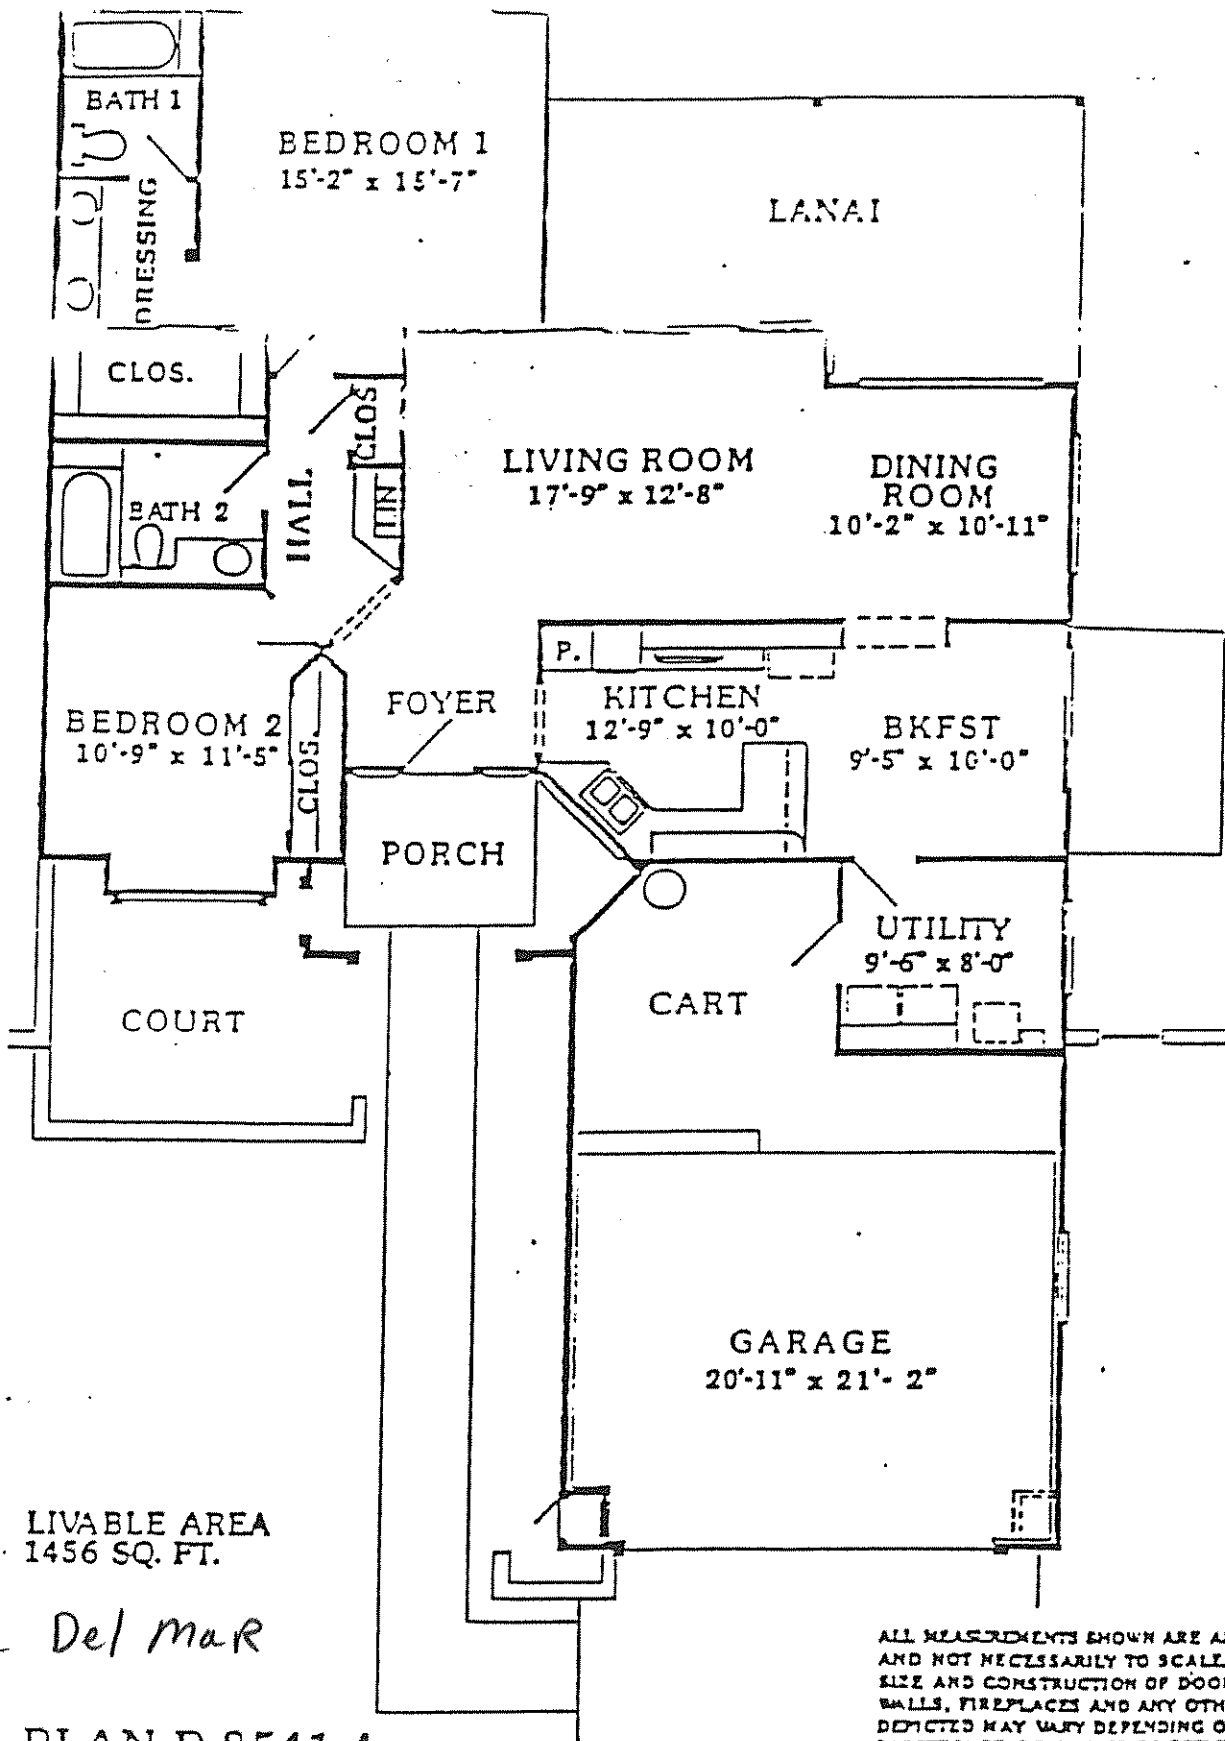 BATH 1
BEDROOM 1
15'-2" x 15'-7"
DRESSING
LANAI
CLOS.
CLOS
LIVING ROOM
17'-9" x 12'-8"
DINING
ROOM
10'-2" x 10'-11"
BATH 2
HALL
LIN
P.
FOYER
KITCHEN
12'-9" x 10'-0"
BKFST
9'-5" x 10'-0"
BEDROOM 2
10'-9" x 11'-5"
CLOS.
PORCH
UTILITY
9'-6" x 8'-0"
CART
COURT
GARAGE
20'-11" x 21'- 2"
LIVABLE AREA
1456 SQ. FT.
Del MaR
ALL MEASUREMENTS SHOWN ARE
AND NOT NECESSARILY TO SCALE.
SIZE AND CONSTRUCTION OF
WALLS, FIREPLACES AND ANY
DEPICTED MAY VARY DEPENDING
PLAN